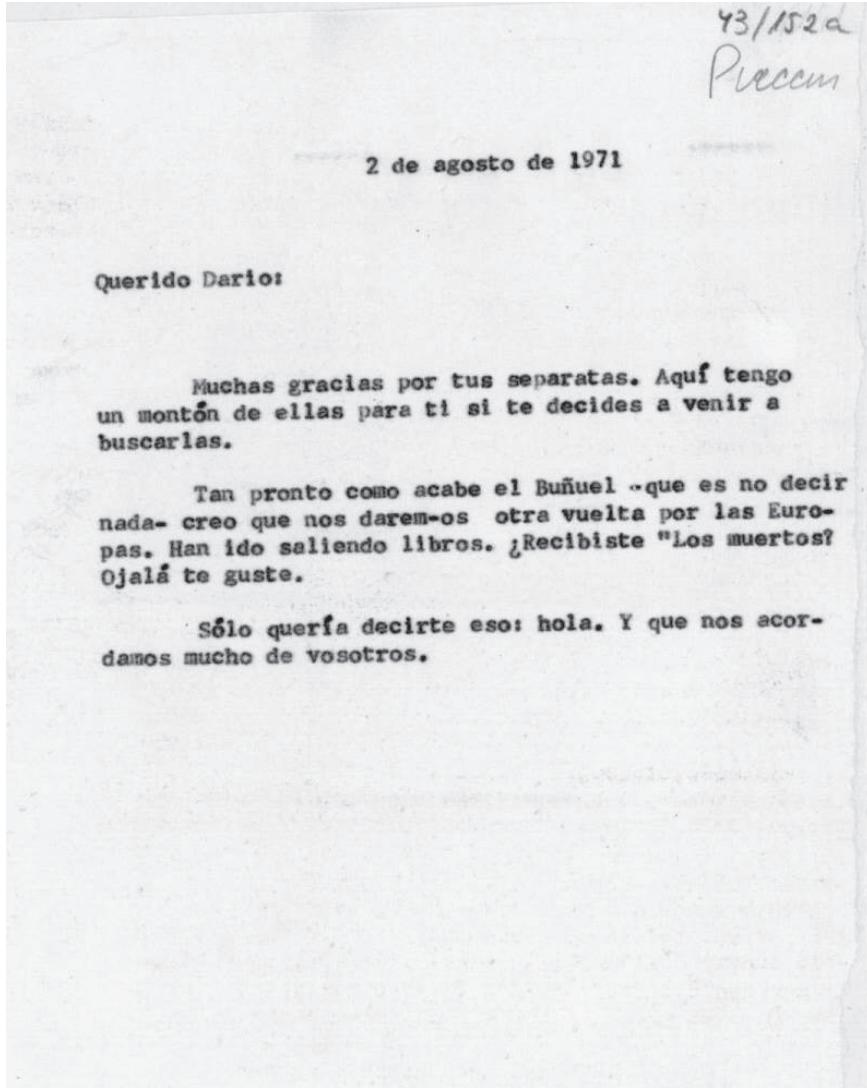 43/152a
Puccini
2 de agosto de 1971
Querido Dario:
Muchas gracias por tus separatas. Aquí tengo
un montón de ellas para ti si te decides a venir a
buscarlas.
Tan pronto como acabe el Buñuel -que es no decir
nada- creo que nos darem-os otra vuelta por las Euro-
pas. Han ido saliendo libros. ¿Recibiste "Los muertos?
Ojalá te guste.
Sólo quería decirte eso: hola. Y que nos acor-
damos mucho de vosotros.